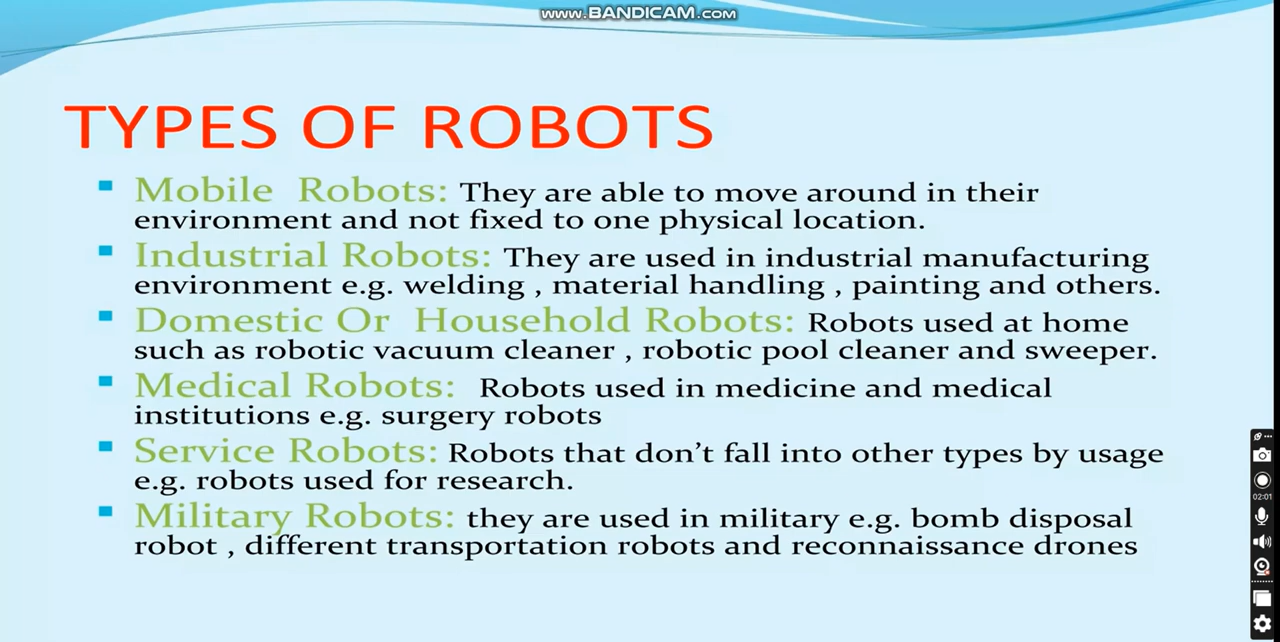 www.BANDICAM.com
TYPES OF ROBOTS
Mobile Robots: They are able to move around in their
environment and not fixed to one physical location.
Industrial Robots: They are used in industrial manufacturing
environment e.g. welding , material handling , painting and others.
Domestic Or Household Robots: Robots used at home
such as robotic vacuum cleaner , robotic pool cleaner and sweeper.
Medical Robots: Robots used in medicine and medical
institutions e.g. surgery robots
Service Robots: Robots that don’t fall into other types by usage
e.g. robots used for research.
Military Robots: they are used in military e.g. bomb disposal
robot , different transportation robots and reconnaissance drones
02:01